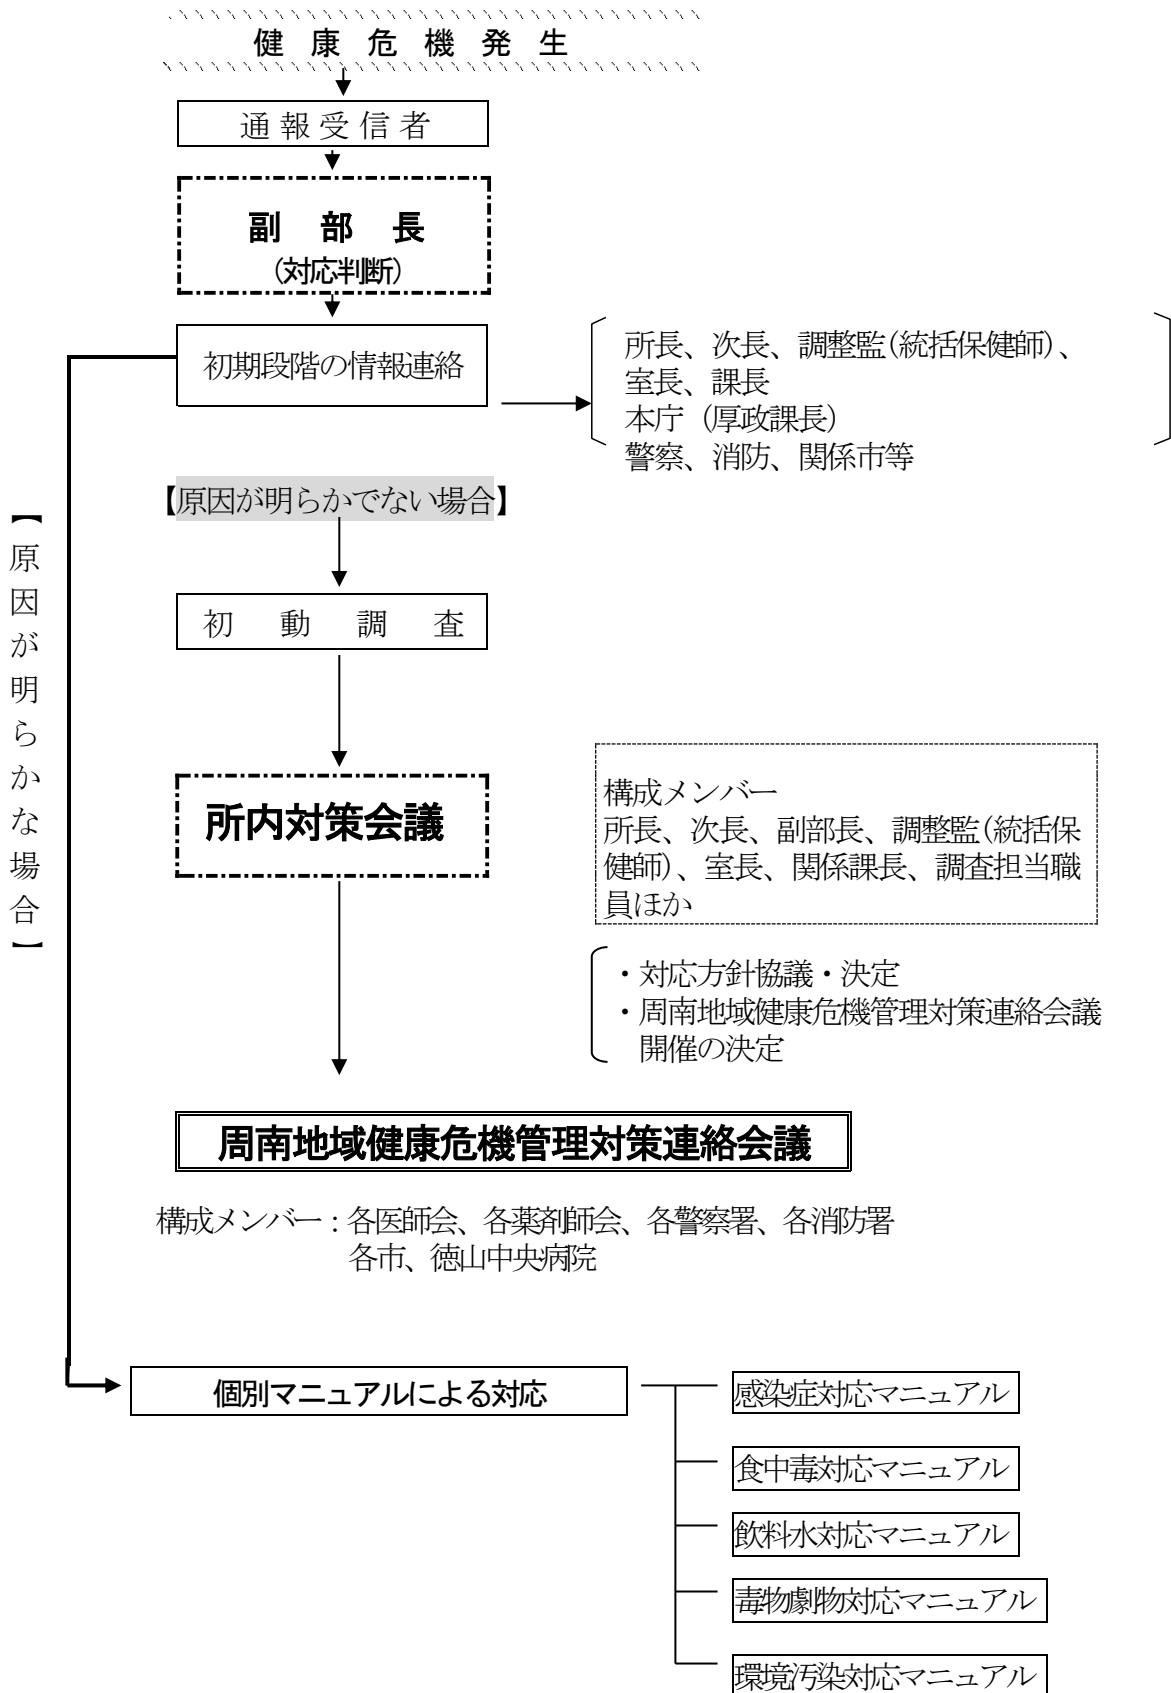 健 康 危 機 発 生
通 報 受 信 者
副 部 長
(対応判断)
初期段階の情報連絡
所長、次長、調整監(統括保健師)、
室長、課長
本庁 (厚政課長)
警察、消防、関係市等
【原因が明らかでない場合】
【原因が明らかな場合】
初 動 調 査
所内対策会議
構成メンバー
所長、次長、副部長、調整監(統括保
健師)、室長、関係課長、調査担当職
員ほか
・対応方針協議・決定
・周南地域健康危機管理対策連絡会議
開催の決定
周南地域健康危機管理対策連絡会議
構成メンバー：各医師会、各薬剤師会、各警察署、各消防署
各市、徳山中央病院
個別マニュアルによる対応
感染症対応マニュアル
食中毒対応マニュアル
飲料水対応マニュアル
毒物劇物対応マニュアル
環境汚染対応マニュアル